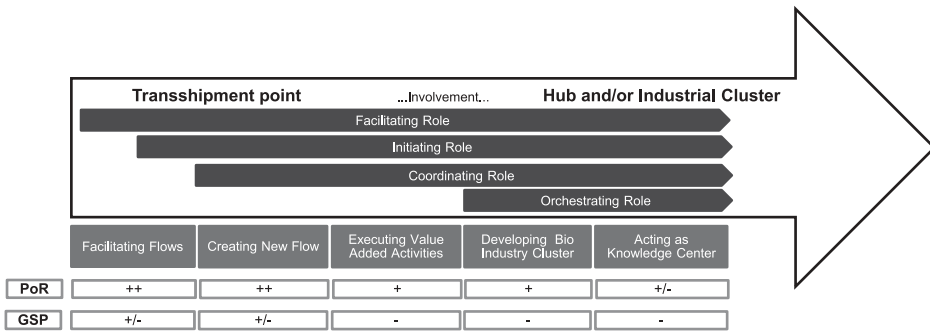 Transshipment point ...Involvement... Hub and/or Industrial Cluster
Facilitating Role
Initiating Role
Coordinating Role
Orchestrating Role
Facilitating Flows
Creating New Flow
Executing Value
Added Activities
Developing Bio
Industry Cluster
Acting as
Knowledge Center
PoR ++ ++ + + +/-
GSP +/- +/- - - -